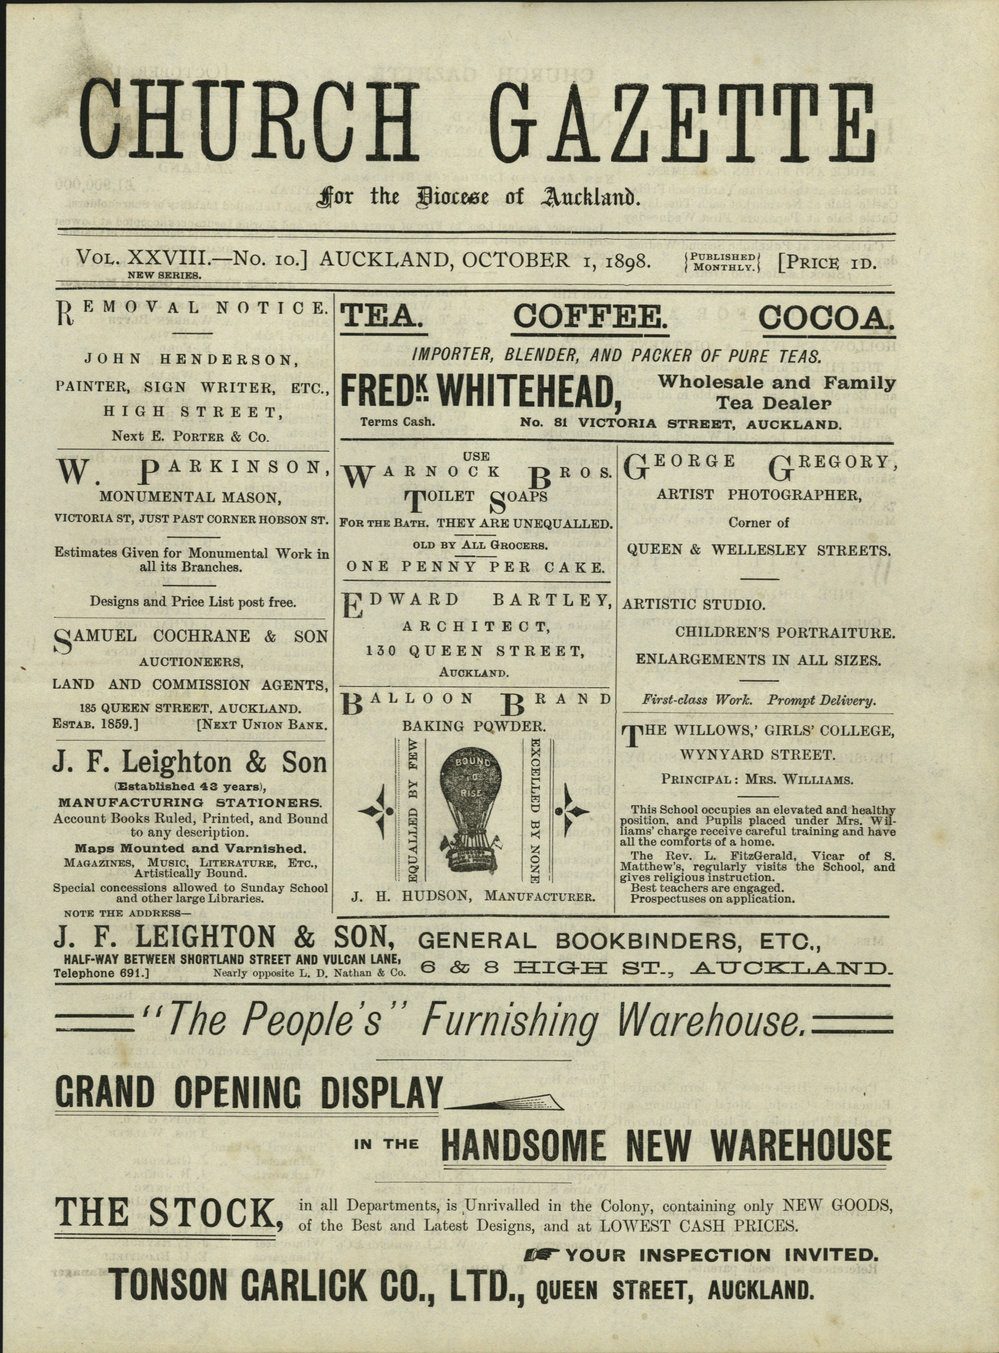 CHURCH GAZETTE
For the Diocese of Auckland.
VOL. XXVIII.—No. 10.] AUCKLAND, OCTOBER 1, 1898. {PUBLISHED MONTHLY.} [PRICE 1D.
NEW SERIES.
REMOVAL NOTICE.
JOHN HENDERSON,
PAINTER, SIGN WRITER, ETC.,
HIGH STREET,
Next E. PORTER & Co.
W. PARKINSON,
MONUMENTAL MASON,
VICTORIA ST, JUST PAST CORNER HOBSON ST.
Estimates Given for Monumental Work in
all its Branches.
Designs and Price List post free.
SAMUEL COCHRANE & SON
AUCTIONEERS,
LAND AND COMMISSION AGENTS,
185 QUEEN STREET, AUCKLAND.
ESTAB. 1859.] [NEXT UNION BANK.
J. F. Leighton & Son
(Established 43 years),
MANUFACTURING STATIONERS.
Account Books Ruled, Printed, and Bound
to any description.
Maps Mounted and Varnished.
MAGAZINES, MUSIC, LITERATURE, ETC.,
Artistically Bound.
Special concessions allowed to Sunday School
and other large Libraries.
NOTE THE ADDRESS—
TEA. COFFEE. COCOA.
IMPORTER, BLENDER, AND PACKER OF PURE TEAS.
FREDK. WHITEHEAD, Wholesale and Family
Tea Dealer
Terms Cash. No. 81 VICTORIA STREET, AUCKLAND.
USE
WARNOCK BROS.
TOILET SOAPS
FOR THE BATH. THEY ARE UNEQUALLED.
OLD BY ALL GROCERS.
ONE PENNY PER CAKE.
EDWARD BARTLEY,
ARCHITECT,
130 QUEEN STREET,
AUCKLAND.
BALLOON BRAND
BAKING POWDER.
EQUALLED BY FEW
BOUND
TO
RISE
EXCELLED BY NONE
J. H. HUDSON, MANUFACTURER.
GEORGE GREGORY,
ARTIST PHOTOGRAPHER,
Corner of
QUEEN & WELLESLEY STREETS.
ARTISTIC STUDIO.
CHILDREN'S PORTRAITURE.
ENLARGEMENTS IN ALL SIZES.
First-class Work. Prompt Delivery.
THE WILLOWS,' GIRLS' COLLEGE,
WYNYARD STREET.
PRINCIPAL: MRS. WILLIAMS.
This School occupies an elevated and healthy
position, and Pupils placed under Mrs. Wil-
liams' charge receive careful training and have
all the comforts of a home.
The Rev. L. FitzGerald, Vicar of S.
Matthew's, regularly visits the School, and
gives religious instruction.
Best teachers are engaged.
Prospectuses on application.
J. F. LEIGHTON & SON, GENERAL BOOKBINDERS, ETC.,
HALF-WAY BETWEEN SHORTLAND STREET AND VULCAN LANE,
Telephone 691.] Nearly opposite L. D. Nathan & Co. 6 & 8 HIGH ST., AUCKLAND.
"The People's" Furnishing Warehouse.
GRAND OPENING DISPLAY
IN THE HANDSOME NEW WAREHOUSE
THE STOCK, in all Departments, is Unrivalled in the Colony, containing only NEW GOODS,
of the Best and Latest Designs, and at LOWEST CASH PRICES.
YOUR INSPECTION INVITED.
TONSON GARLICK CO., LTD., QUEEN STREET, AUCKLAND.